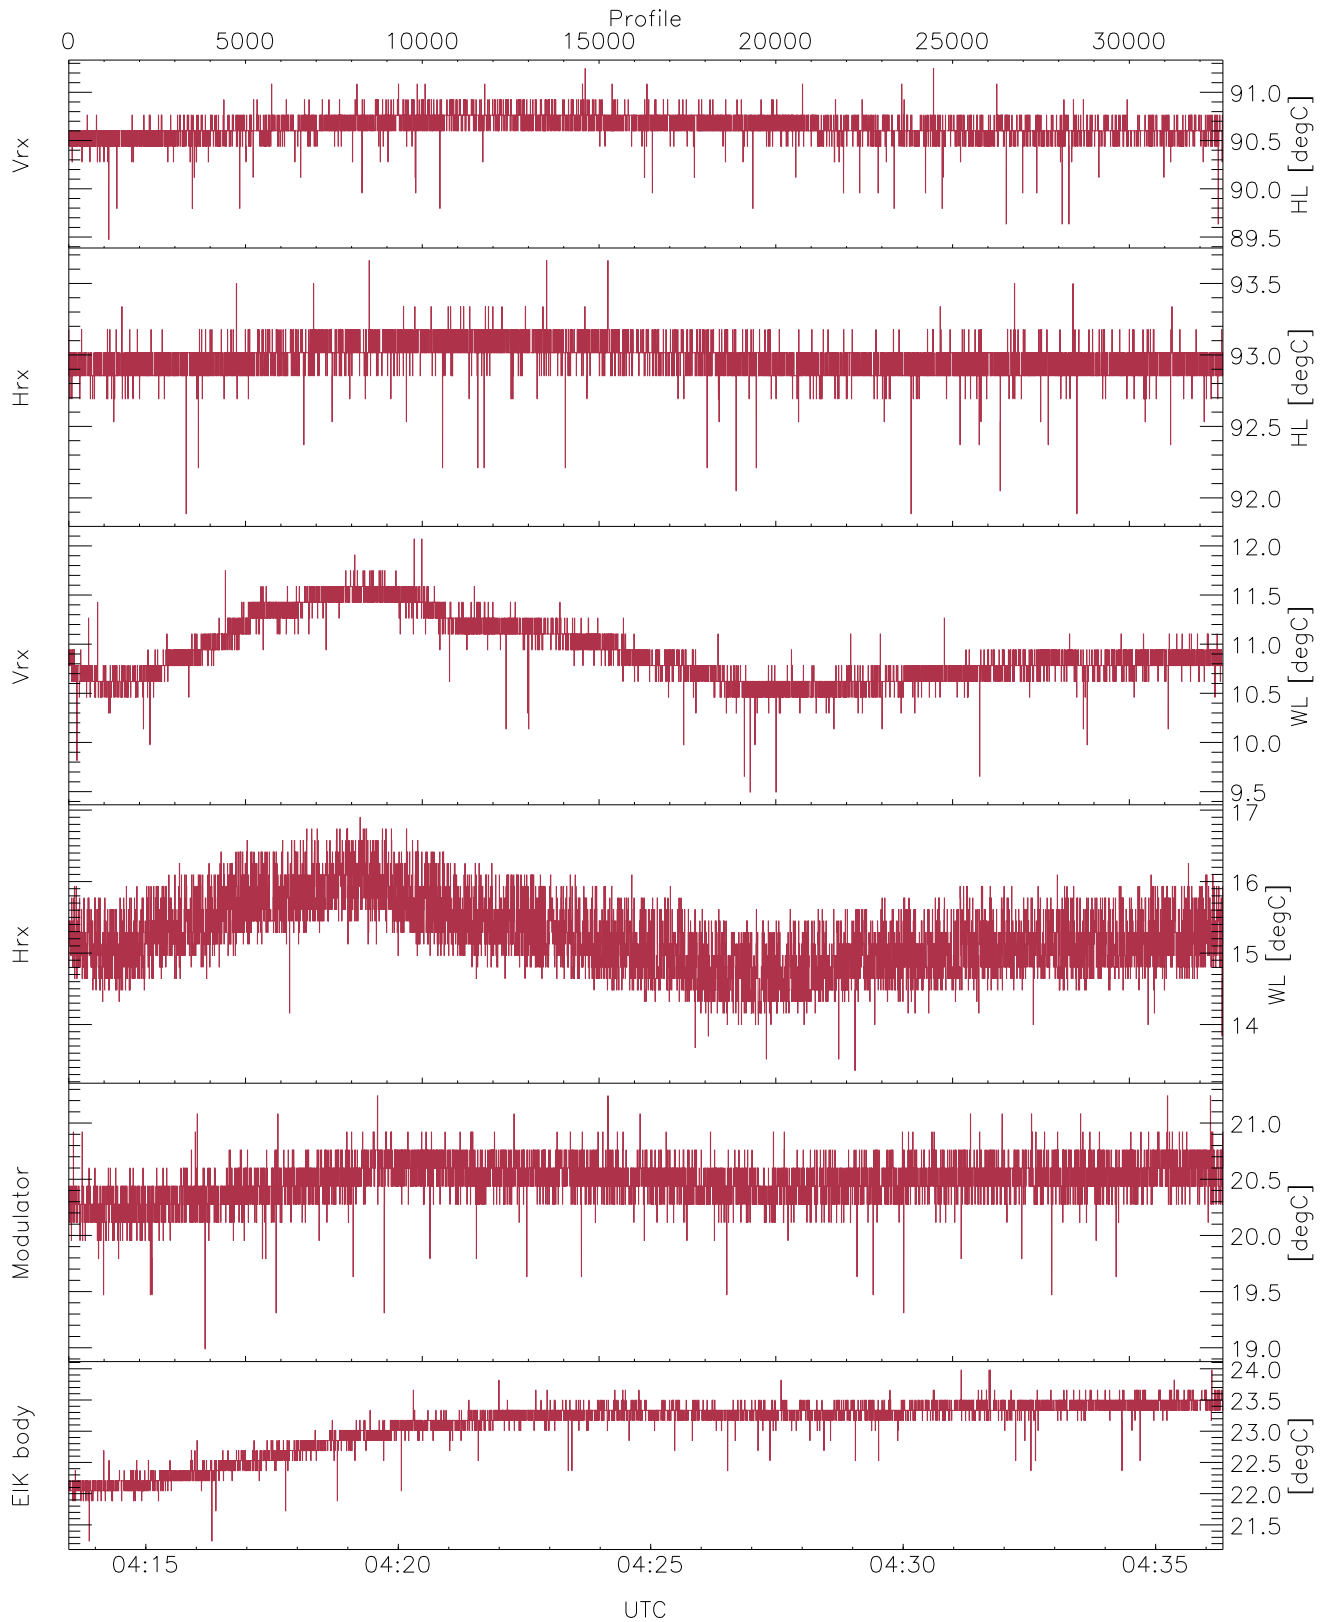 Profile
0 5000 10000 15000 20000 25000 30000
Vrx
91.0
90.5
90.0
89.5
HL [degC]
Hrx
93.5
93.0
92.5
92.0
HL [degC]
Vrx
12.0
11.5
11.0
10.5
10.0
9.5
WL [degC]
Hrx
17
16
15
14
WL [degC]
Modulator
21.0
20.5
20.0
19.5
19.0
[degC]
EIK body
24.0
23.5
23.0
22.5
22.0
21.5
[degC]
04:15 04:20 04:25 04:30 04:35
UTC